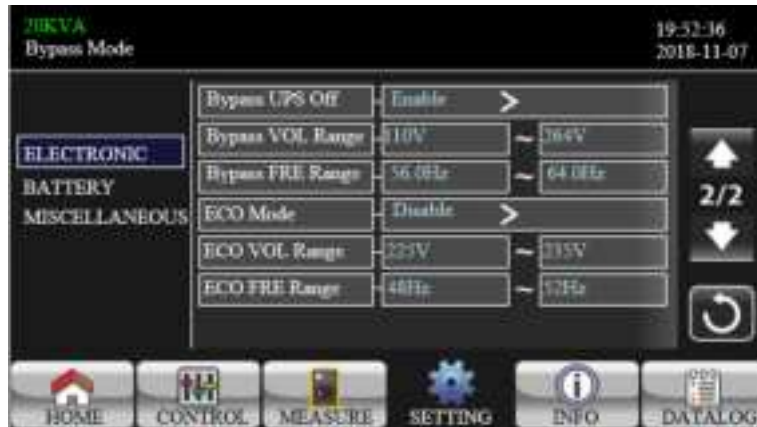 20KVA
Bypass Mode
19:52:36
2018-11-07
ELECTRONIC
BATTERY
MISCELLANEOUS
Bypass UPS Off Enable >
Bypass VOL Range 110V ~ 264V
Bypass FRE Range 56.0Hz ~ 64.0Hz
ECO Mode Disable >
ECO VOL Range 225V ~ 235V
ECO FRE Range 48Hz ~ 52Hz
2/2
HOME CONTROL MEASURE SETTING INFO DATALOG